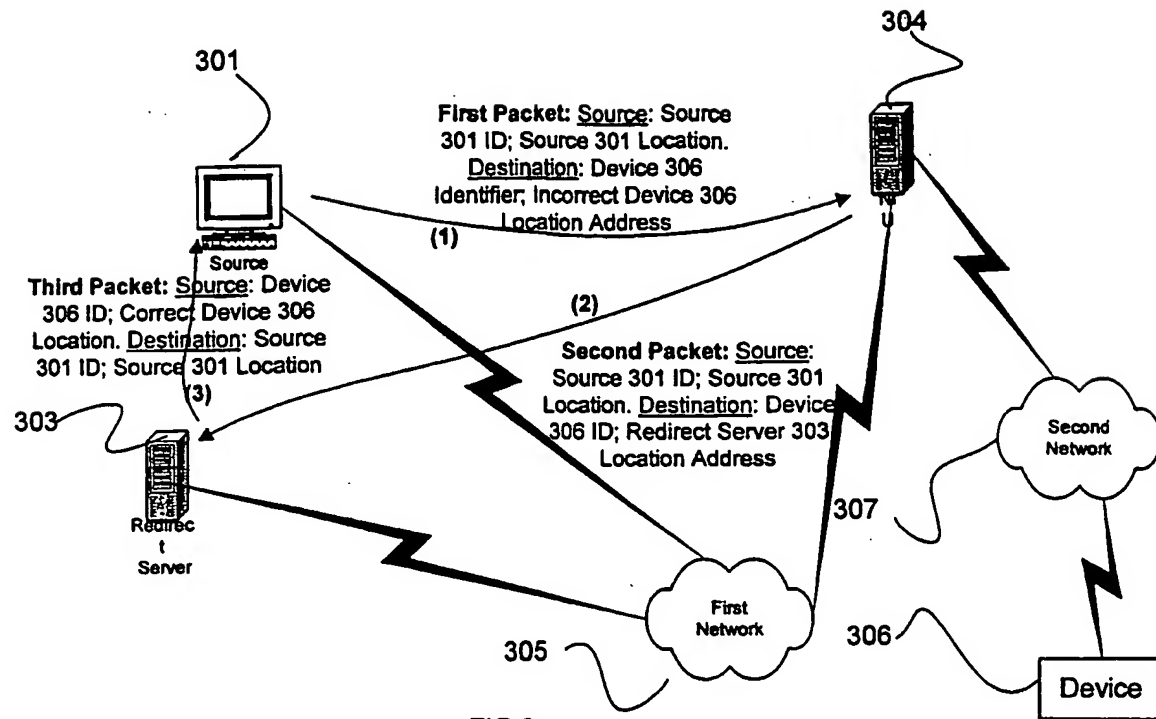 304
301
First Packet: Source: Source
301 ID; Source 301 Location.
Destination: Device 306
Identifier; Incorrect Device 306
Location Address
(1)
Source
Third Packet: Source: Device
306 ID; Correct Device 306
Location. Destination: Source
301 ID; Source 301 Location
(3)
(2)
Second Packet: Source:
Source 301 ID; Source 301
Location. Destination: Device
306 ID; Redirect Server 303
Location Address
303
Redirec
t
Server
Second
Network
307
First
Network
305
306
Device